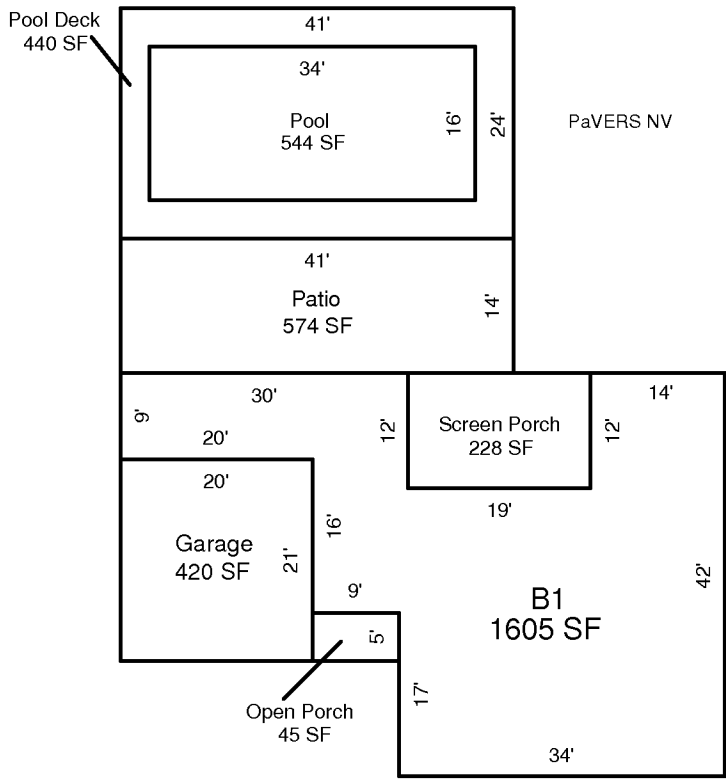 Pool Deck
440 SF
41'
34'
Pool
544 SF
16'
24'
PaVERS NV
41'
Patio
574 SF
14'
30'
14'
9'
20'
12'
Screen Porch
228 SF
12'
20'
19'
Garage
420 SF
21'
16'
42'
9'
B1
1605 SF
5'
17'
Open Porch
45 SF
34'